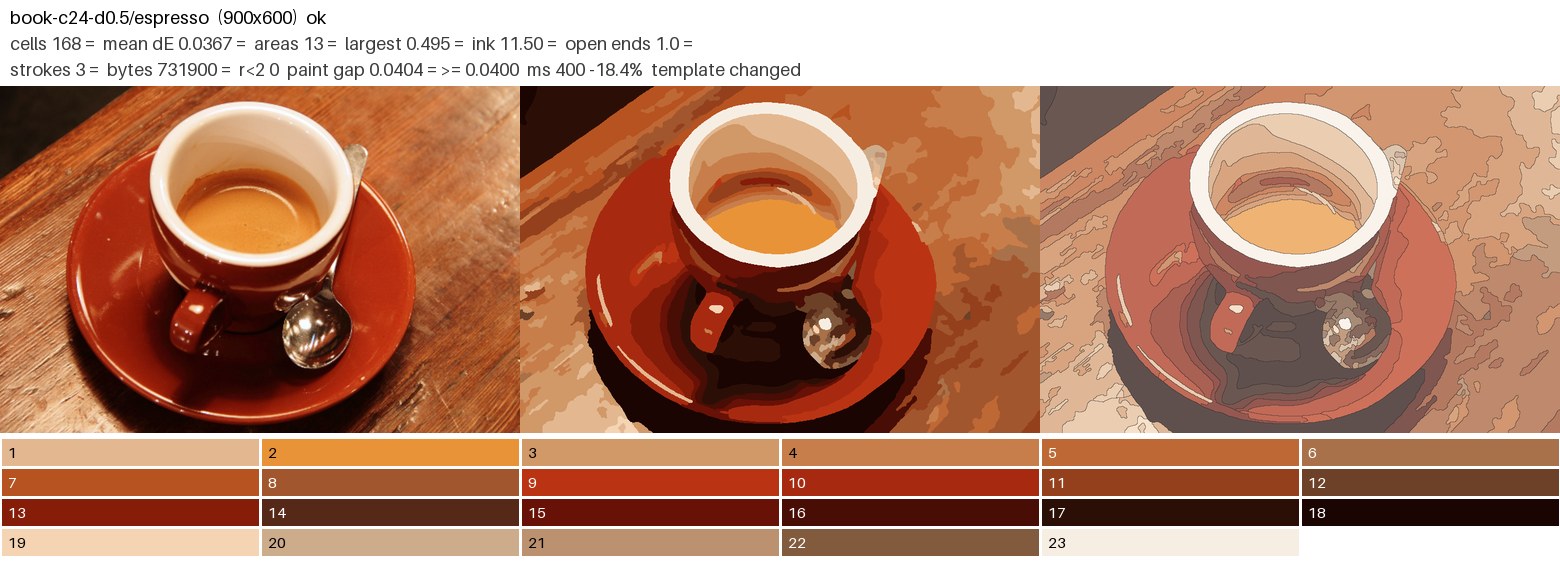 book-c24-d0.5/espresso (900x600) ok
cells 168 = mean dE 0.0367 = areas 13 = largest 0.495 = ink 11.50 = open ends 1.0 =
strokes 3 = bytes 731900 = r<2 0 paint gap 0.0404 = >= 0.0400 ms 400 -18.4% template changed
1 2 3 4 5 6
7 8 9 10 11 12
13 14 15 16 17 18
19 20 21 22 23